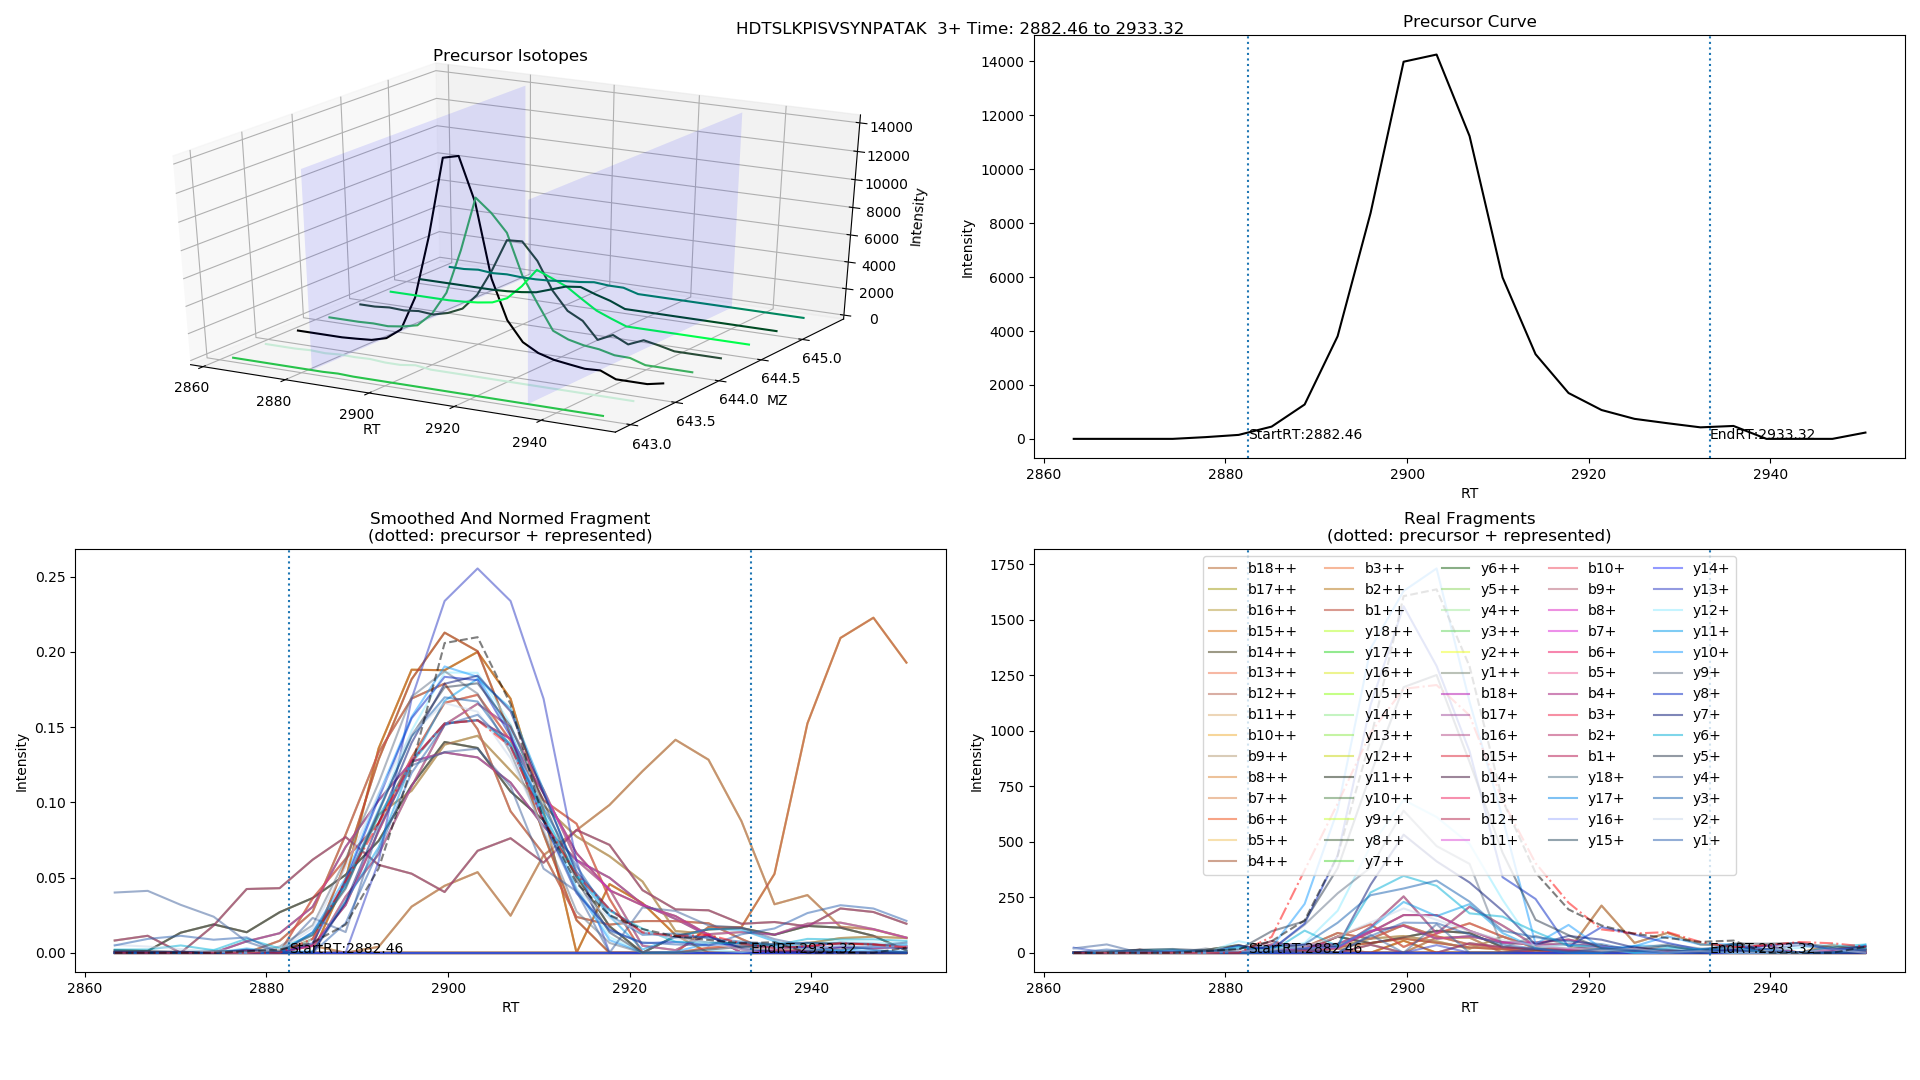 HDTSLKPISVSYNPATAK 3+ Time: 2882.46 to 2933.32
Precursor Isotopes
14000
12000
10000
8000
6000
4000
2000
0
Intensity
2860
2880
2900
2920
2940
RT
643.0
643.5
644.0
644.5
645.0
MZ
Precursor Curve
14000
12000
10000
8000
6000
4000
2000
0
Intensity
StartRT:2882.46
EndRT:2933.32
2860
2880
2900
2920
2940
RT
Smoothed And Normed Fragment
(dotted: precursor + represented)
0.25
0.20
0.15
0.10
0.05
0.00
Intensity
StartRT:2882.46
EndRT:2933.32
2860
2880
2900
2920
2940
RT
Real Fragments
(dotted: precursor + represented)
1750
1500
1250
1000
750
500
250
0
Intensity
b18++
b17++
b16++
b15++
b14++
b13++
b12++
b11++
b10++
b9++
b8++
b7++
b6++
b5++
b4++
b3++
b2++
b1++
y18++
y17++
y16++
y15++
y14++
y13++
y12++
y11++
y10++
y9++
y8++
y7++
y6++
y5++
y4++
y3++
y2++
y1++
b18+
b17+
b16+
b15+
b14+
b13+
b12+
b11+
b10+
b9+
b8+
b7+
b6+
b5+
b4+
b3+
b2+
b1+
y18+
y17+
y16+
y15+
y14+
y13+
y12+
y11+
y10+
y9+
y8+
y7+
y6+
y5+
y4+
y3+
y2+
y1+
StartRT:2882.46
EndRT:2933.32
2860
2880
2900
2920
2940
RT